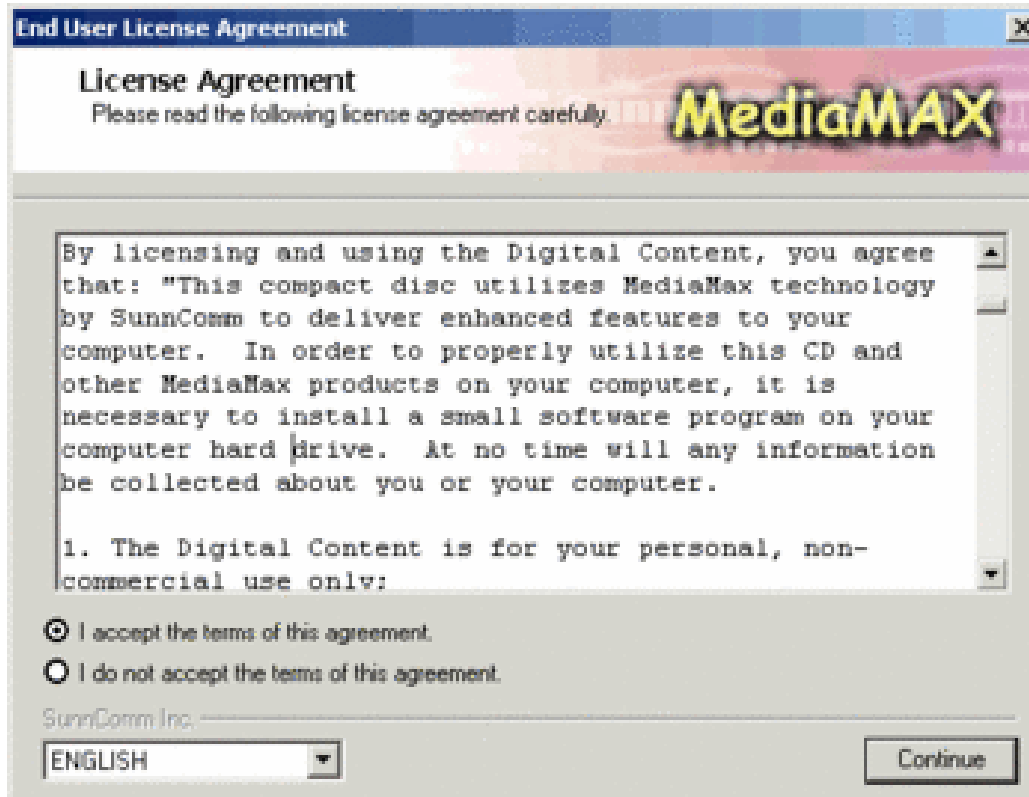 End User License Agreement
License Agreement
Please read the following license agreement carefully.
MediaMAX
By licensing and using the Digital Content, you agree
that: "This compact disc utilizes MediaMax technology
by SunnComm to deliver enhanced features to your
computer.  In order to properly utilize this CD and
other MediaMax products on your computer, it is
necessary to install a small software program on your
computer hard drive.  At no time will any information
be collected about you or your computer.
1. The Digital Content is for your personal, non-
commercial use only;
I accept the terms of this agreement.
I do not accept the terms of this agreement.
SunnComm Inc.
ENGLISH
Continue